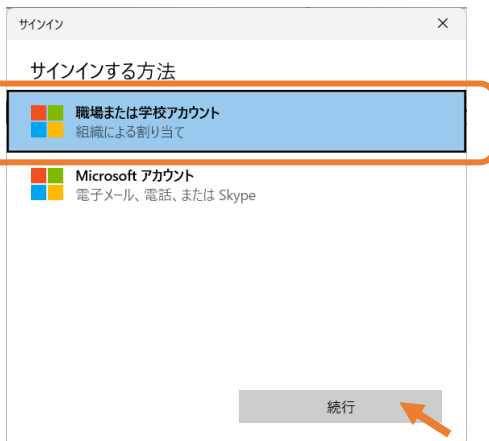 サインイン
サインインする方法
職場または学校アカウント
組織による割り当て
Microsoft アカウント
電子メール、電話、または Skype
続行